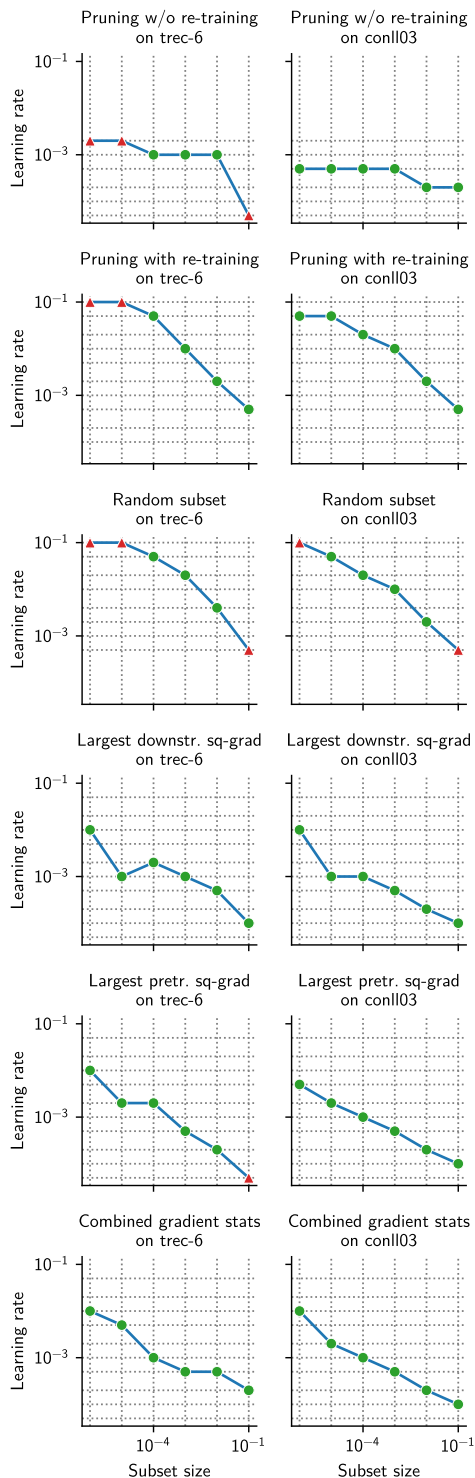 Pruning w/o re-training
on trec-6
Pruning w/o re-training
on conll03
10⁻¹
10⁻³
Learning rate
Pruning with re-training
on trec-6
Pruning with re-training
on conll03
10⁻¹
10⁻³
Learning rate
Random subset
on trec-6
Random subset
on conll03
10⁻¹
10⁻³
Learning rate
Largest downstr. sq-grad
on trec-6
Largest downstr. sq-grad
on conll03
10⁻¹
10⁻³
Learning rate
Largest pretr. sq-grad
on trec-6
Largest pretr. sq-grad
on conll03
10⁻¹
10⁻³
Learning rate
Combined gradient stats
on trec-6
Combined gradient stats
on conll03
10⁻¹
10⁻³
Learning rate
10⁻⁴ 10⁻¹
Subset size
10⁻⁴ 10⁻¹
Subset size